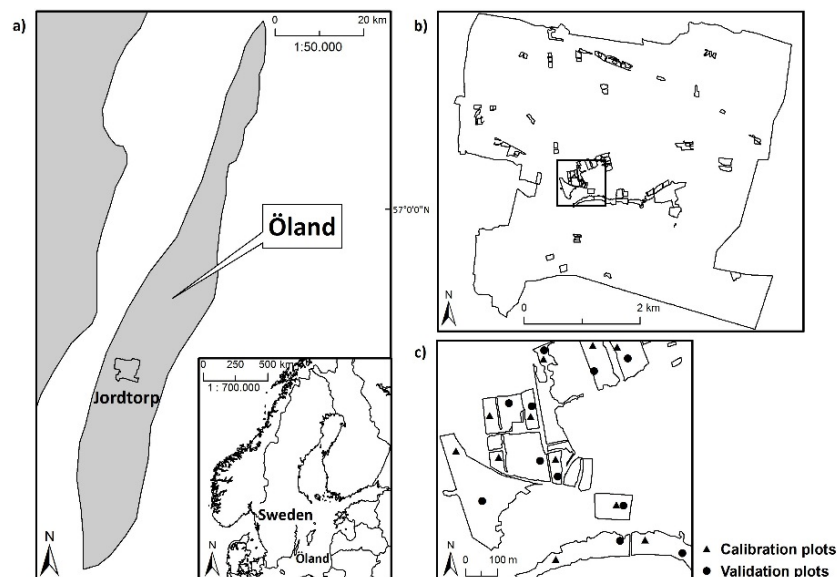 a)
0 20 km
1:50.000
Öland
57°0'0"N
Jordtorp
N
0 250 500 km
1 : 700.000
Sweden
Öland
N
b)
N
0 2 km
c)
N
0 100 m
Calibration plots
Validation plots